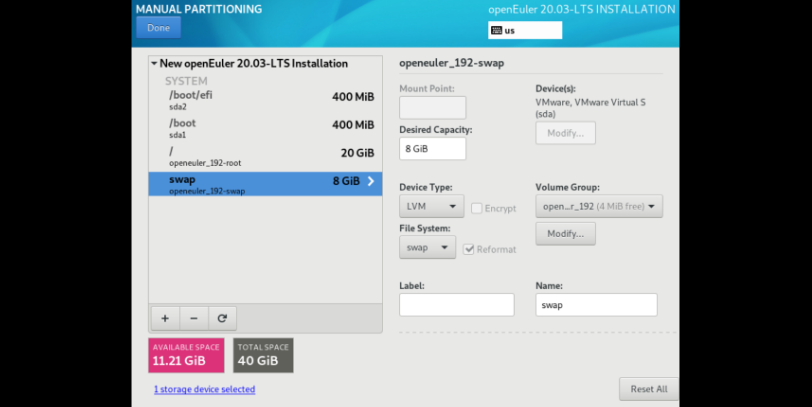 MANUAL PARTITIONING
openEuler 20.03-LTS INSTALLATION
Done
us
New openEuler 20.03-LTS Installation
SYSTEM
/boot/efi
400 MiB
sda2
/boot
400 MiB
sda1
/
20 GiB
openeuler_192-root
swap
8 GiB
openeuler_192-swap
+ −
AVAILABLE SPACE
11.21 GiB
TOTAL SPACE
40 GiB
1 storage device selected
openeuler_192-swap
Mount Point:
Device(s):
VMware, VMware Virtual S
(sda)
Modify...
Desired Capacity:
8 GiB
Device Type:
LVM
Encrypt
Volume Group:
open...r_192 (4 MiB free)
File System:
swap
Reformat
Modify...
Label:
Name:
swap
Reset All